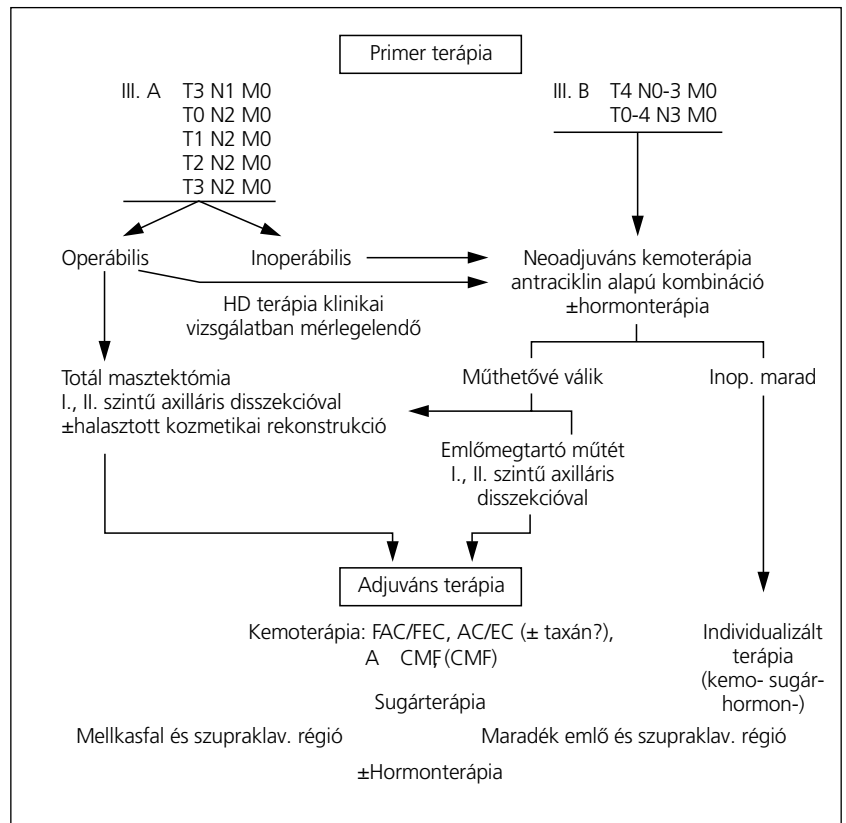 Primer terápia
III. A T3 N1 M0
T0 N2 M0
T1 N2 M0
T2 N2 M0
T3 N2 M0
III. B T4 N0-3 M0
T0-4 N3 M0
Operábilis
Inoperábilis
Neoadjuváns kemoterápia
antraciklin alapú kombináció
±hormonterápia
HD terápia klinikai
vizsgálatban mérlegelendő
Totál masztektómia
I., II. szintű axilláris disszekcióval
±halasztott kozmetikai rekonstrukció
Műthetővé válik
Inop. marad
Emlőmegtartó műtét
I., II. szintű axilláris
disszekcióval
Adjuváns terápia
Kemoterápia: FAC/FEC, AC/EC (± taxán?),
A CMF, (CMF)
Individualizált
terápia
(kemo- sugár-
hormon-)
Sugárterápia
Mellkasfal és szupraklav. régió
Maradék emlő és szupraklav. régió
±Hormonterápia